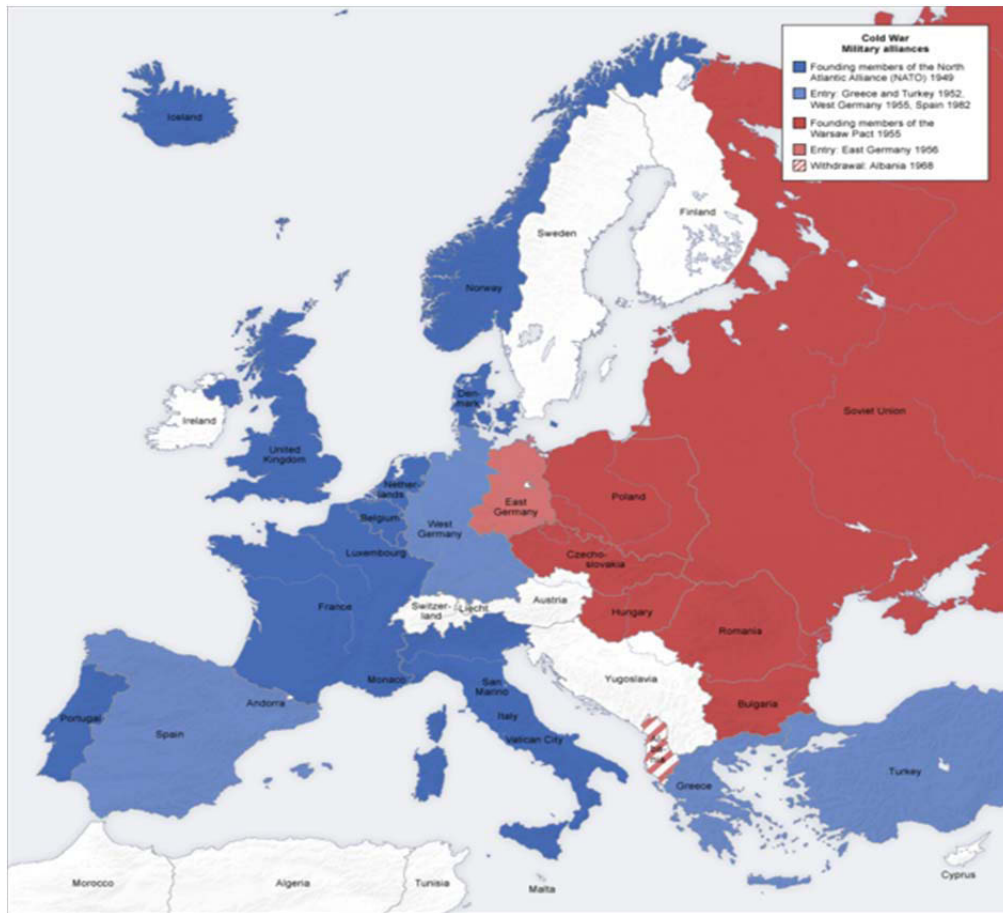 Cold War
Military alliances
Founding members of the North
Atlantic Alliance (NATO) 1949
Entry: Greece and Turkey 1952,
West Germany 1955, Spain 1982
Founding members of the
Warsaw Pact 1955
Entry: East Germany 1956
Withdrawal: Albania 1968
Iceland
Norway
Sweden
Finland
Soviet Union
Ireland
United
Kingdom
Den-
mark
Nether-
lands
Belgium
Luxembourg
West
Germany
East
Germany
Poland
Czecho-
slovakia
France
Switzer-
land
Liecht
Austria
Hungary
Romania
Monaco
San
Marino
Yugoslavia
Bulgaria
Portugal
Spain
Andorra
Italy
Vatican City
Greece
Turkey
Morocco
Algeria
Tunisia
Malta
Cyprus